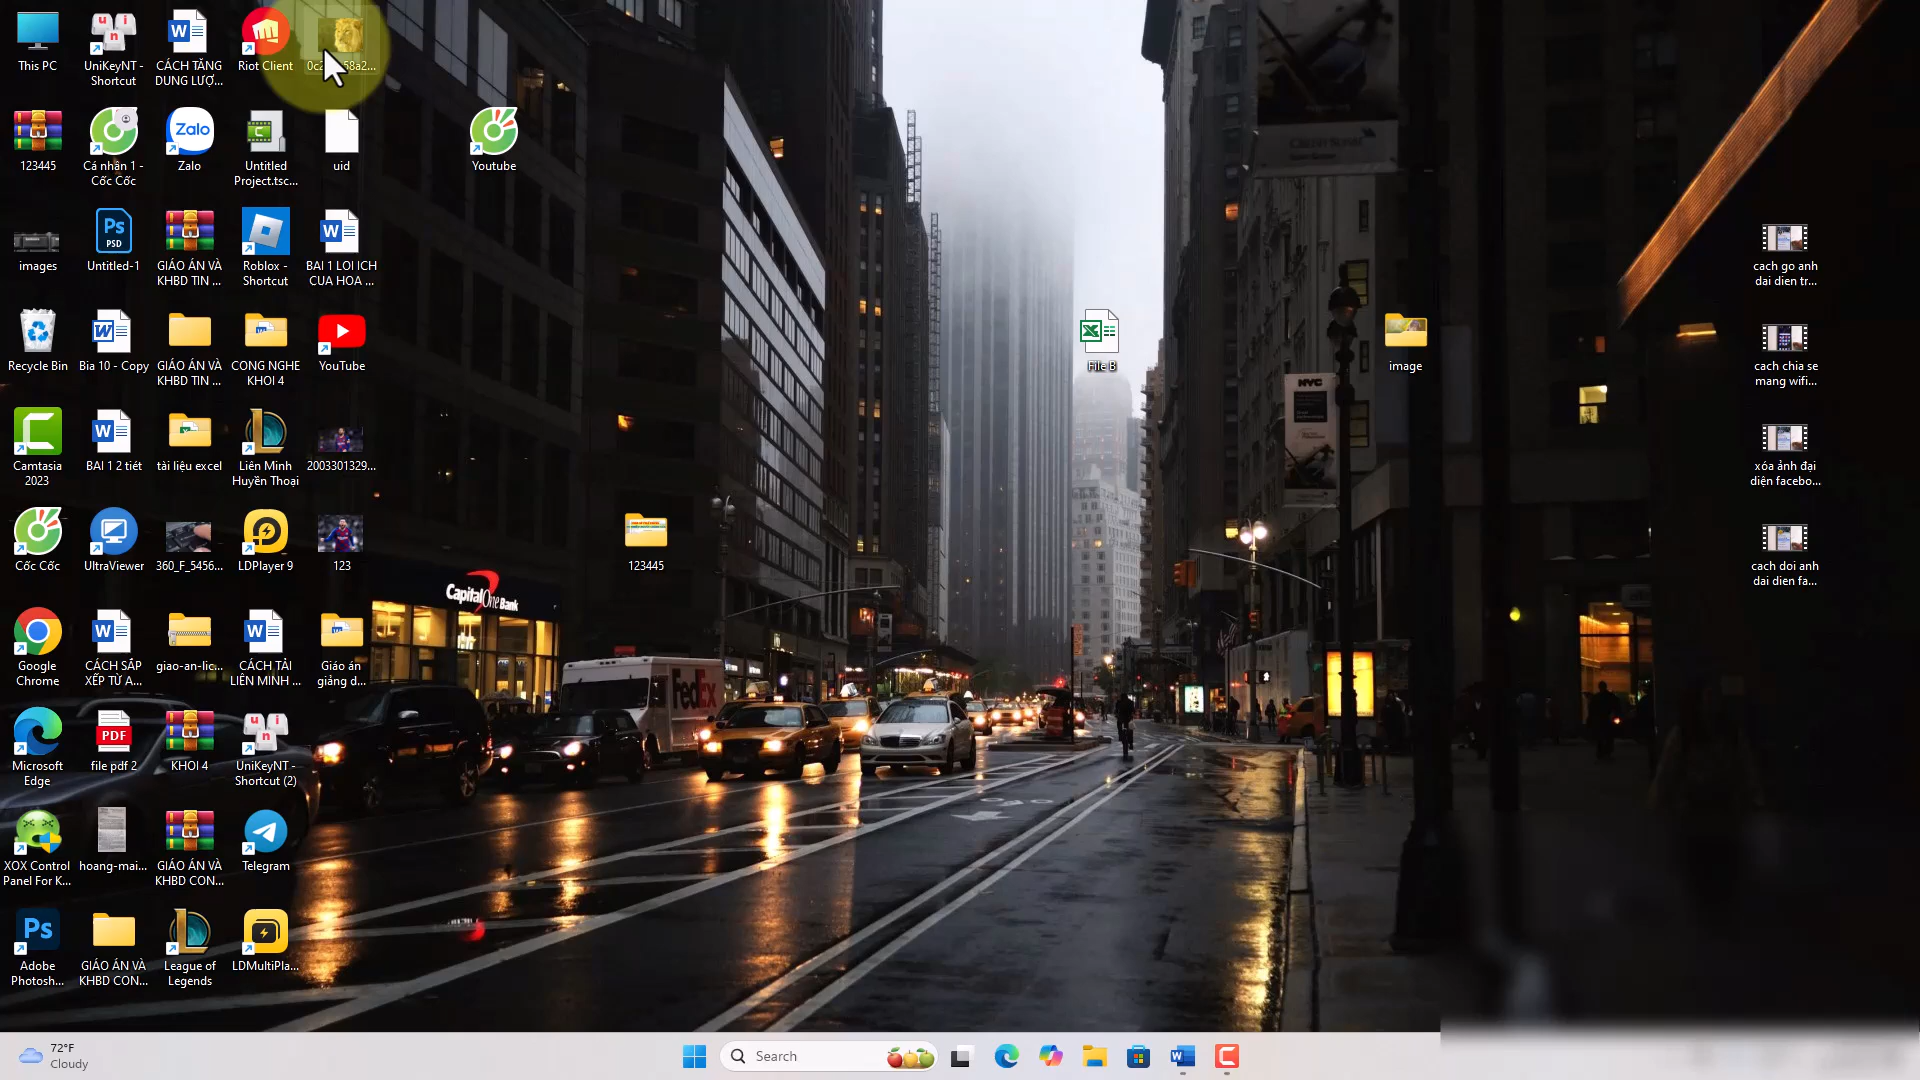 This PC
UniKeyNT -
Shortcut
CÁCH TĂNG
DUNG LƯỢ...
Riot Client
123445
Cá nhân 1 -
Cốc Cốc
Zalo
Untitled
Project.tsc...
uid
Youtube
images
Untitled-1
GIÁO ÁN VÀ
KHBD TIN ...
Roblox -
Shortcut
BAI 1 LOI ICH
CUA HOA ...
cach go anh
dai dien tr...
Recycle Bin
Bia 10 - Copy
GIÁO ÁN VÀ
KHBD TIN ...
CONG NGHE
KHOI 4
YouTube
File B
image
cach chia se
mang wifi...
Camtasia
2023
BAI 1 2 tiét
tài liệu excel
Liên Minh
Huyền Thoại
2003301329...
xóa ảnh đại
diện facebo...
Cốc Cốc
UltraViewer
360_F_5456...
LDPlayer 9
123
123445
cach doi anh
dai dien fa...
Google
Chrome
CÁCH SẮP
XẾP TỪ A...
giao-an-lic...
CÁCH TẢI
LIÊN MINH ...
Giáo án
giảng d...
Microsoft
Edge
file pdf 2
KHOI 4
UniKeyNT -
Shortcut (2)
XOX Control
Panel For K...
hoang-mai...
GIÁO ÁN VÀ
KHBD CON...
Telegram
Adobe
Photosh...
GIÁO ÁN VÀ
KHBD CON...
League of
Legends
LDMultiPla...
Capital One Bank
FedEx
NYC
72°F
Cloudy
Search